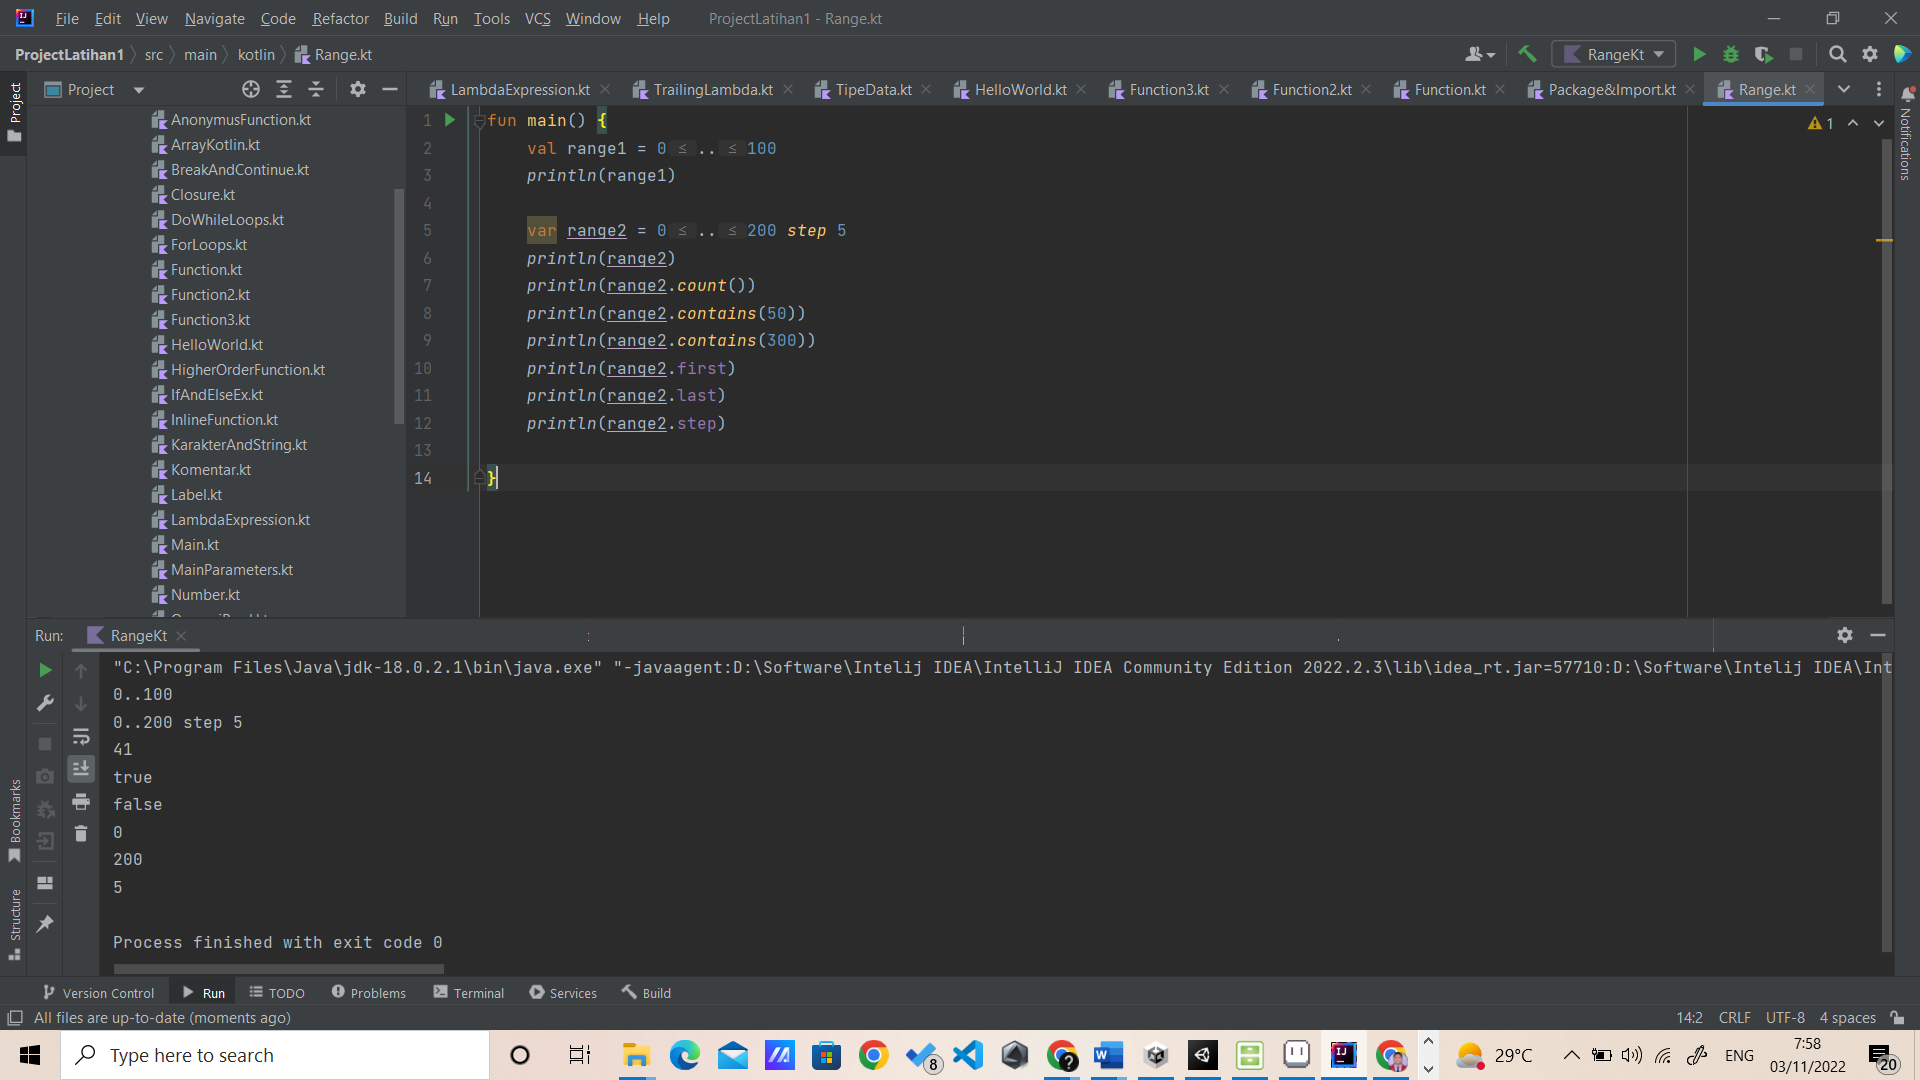 File Edit View Navigate Code Refactor Build Run Tools VCS Window Help ProjectLatihan1 - Range.kt
ProjectLatihan1 src main kotlin Range.kt RangeKt
Project LambdaExpression.kt TrailingLambda.kt TipeData.kt HelloWorld.kt Function3.kt Function2.kt Function.kt Package&Import.kt Range.kt
Project
Notifications
AnonymusFunction.kt
ArrayKotlin.kt
BreakAndContinue.kt
Closure.kt
DoWhileLoops.kt
ForLoops.kt
Function.kt
Function2.kt
Function3.kt
HelloWorld.kt
HigherOrderFunction.kt
IfAndElseEx.kt
InlineFunction.kt
KarakterAndString.kt
Komentar.kt
Label.kt
LambdaExpression.kt
Main.kt
MainParameters.kt
Number.kt
1 fun main() {
2 val range1 = 0 ≤ .. ≤ 100
3 println(range1)
4
5 var range2 = 0 ≤ .. ≤ 200 step 5
6 println(range2)
7 println(range2.count())
8 println(range2.contains(50))
9 println(range2.contains(300))
10 println(range2.first)
11 println(range2.last)
12 println(range2.step)
13
14 }
1
Run: RangeKt
"C:\Program Files\Java\jdk-18.0.2.1\bin\java.exe" "-javaagent:D:\Software\Intelij IDEA\IntelliJ IDEA Community Edition 2022.2.3\lib\idea_rt.jar=57710:D:\Software\Intelij IDEA\Int
0..100
0..200 step 5
41
true
false
0
200
5
Process finished with exit code 0
Bookmarks
Structure
Version Control Run TODO Problems Terminal Services Build
All files are up-to-date (moments ago) 14:2 CRLF UTF-8 4 spaces
Type here to search 8 29°C ENG 7:58
03/11/2022 20